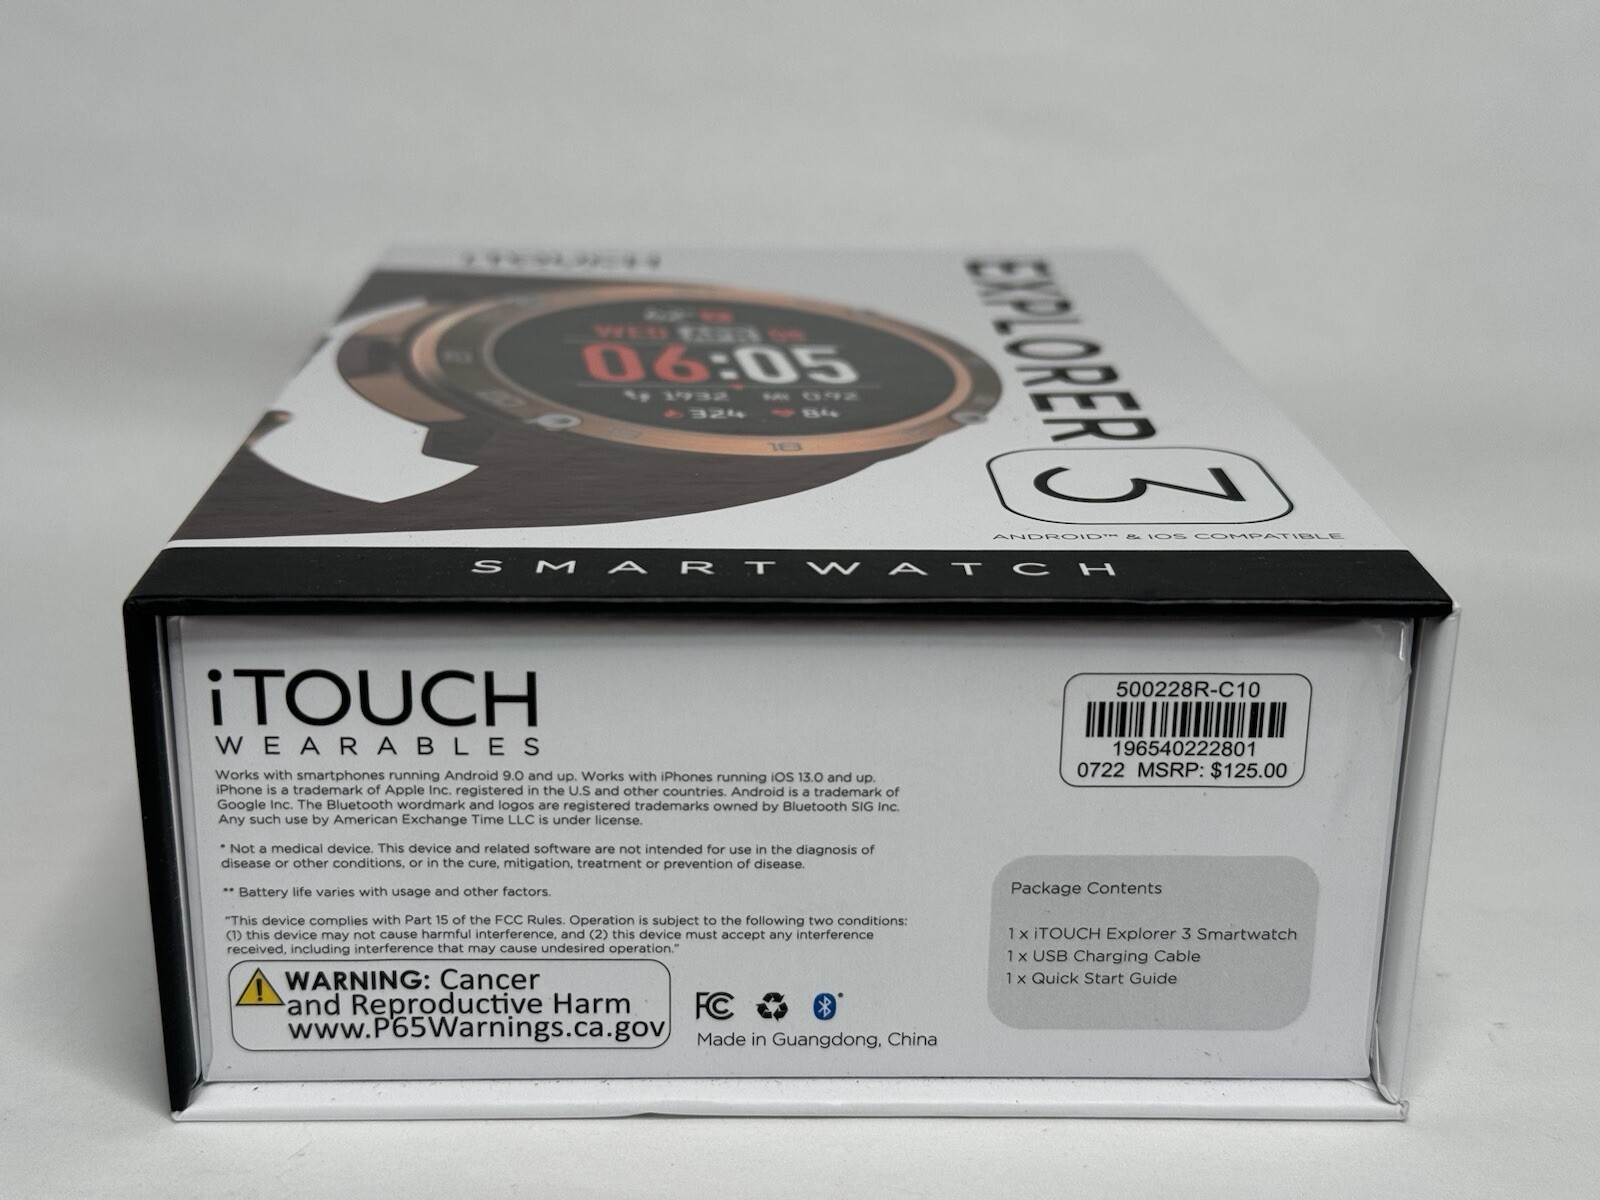 iTOUCH
EXPLORER
3
WED 08
06:05
1932 MI 0.92
324 84
18
ANDROID™ & IOS COMPATIBLE
SMARTWATCH
iTOUCH
WEARABLES
Works with smartphones running Android 9.0 and up. Works with iPhones running iOS 13.0 and up.
iPhone is a trademark of Apple Inc. registered in the U.S and other countries. Android is a trademark of
Google Inc. The Bluetooth wordmark and logos are registered trademarks owned by Bluetooth SIG Inc.
Any such use by American Exchange Time LLC is under license.
* Not a medical device. This device and related software are not intended for use in the diagnosis of
disease or other conditions, or in the cure, mitigation, treatment or prevention of disease.
** Battery life varies with usage and other factors.
"This device complies with Part 15 of the FCC Rules. Operation is subject to the following two conditions:
(1) this device may not cause harmful interference, and (2) this device must accept any interference
received, including interference that may cause undesired operation."
WARNING: Cancer
and Reproductive Harm
www.P65Warnings.ca.gov
FC
Made in Guangdong, China
500228R-C10
196540222801
0722 MSRP: $125.00
Package Contents
1 x iTOUCH Explorer 3 Smartwatch
1 x USB Charging Cable
1 x Quick Start Guide